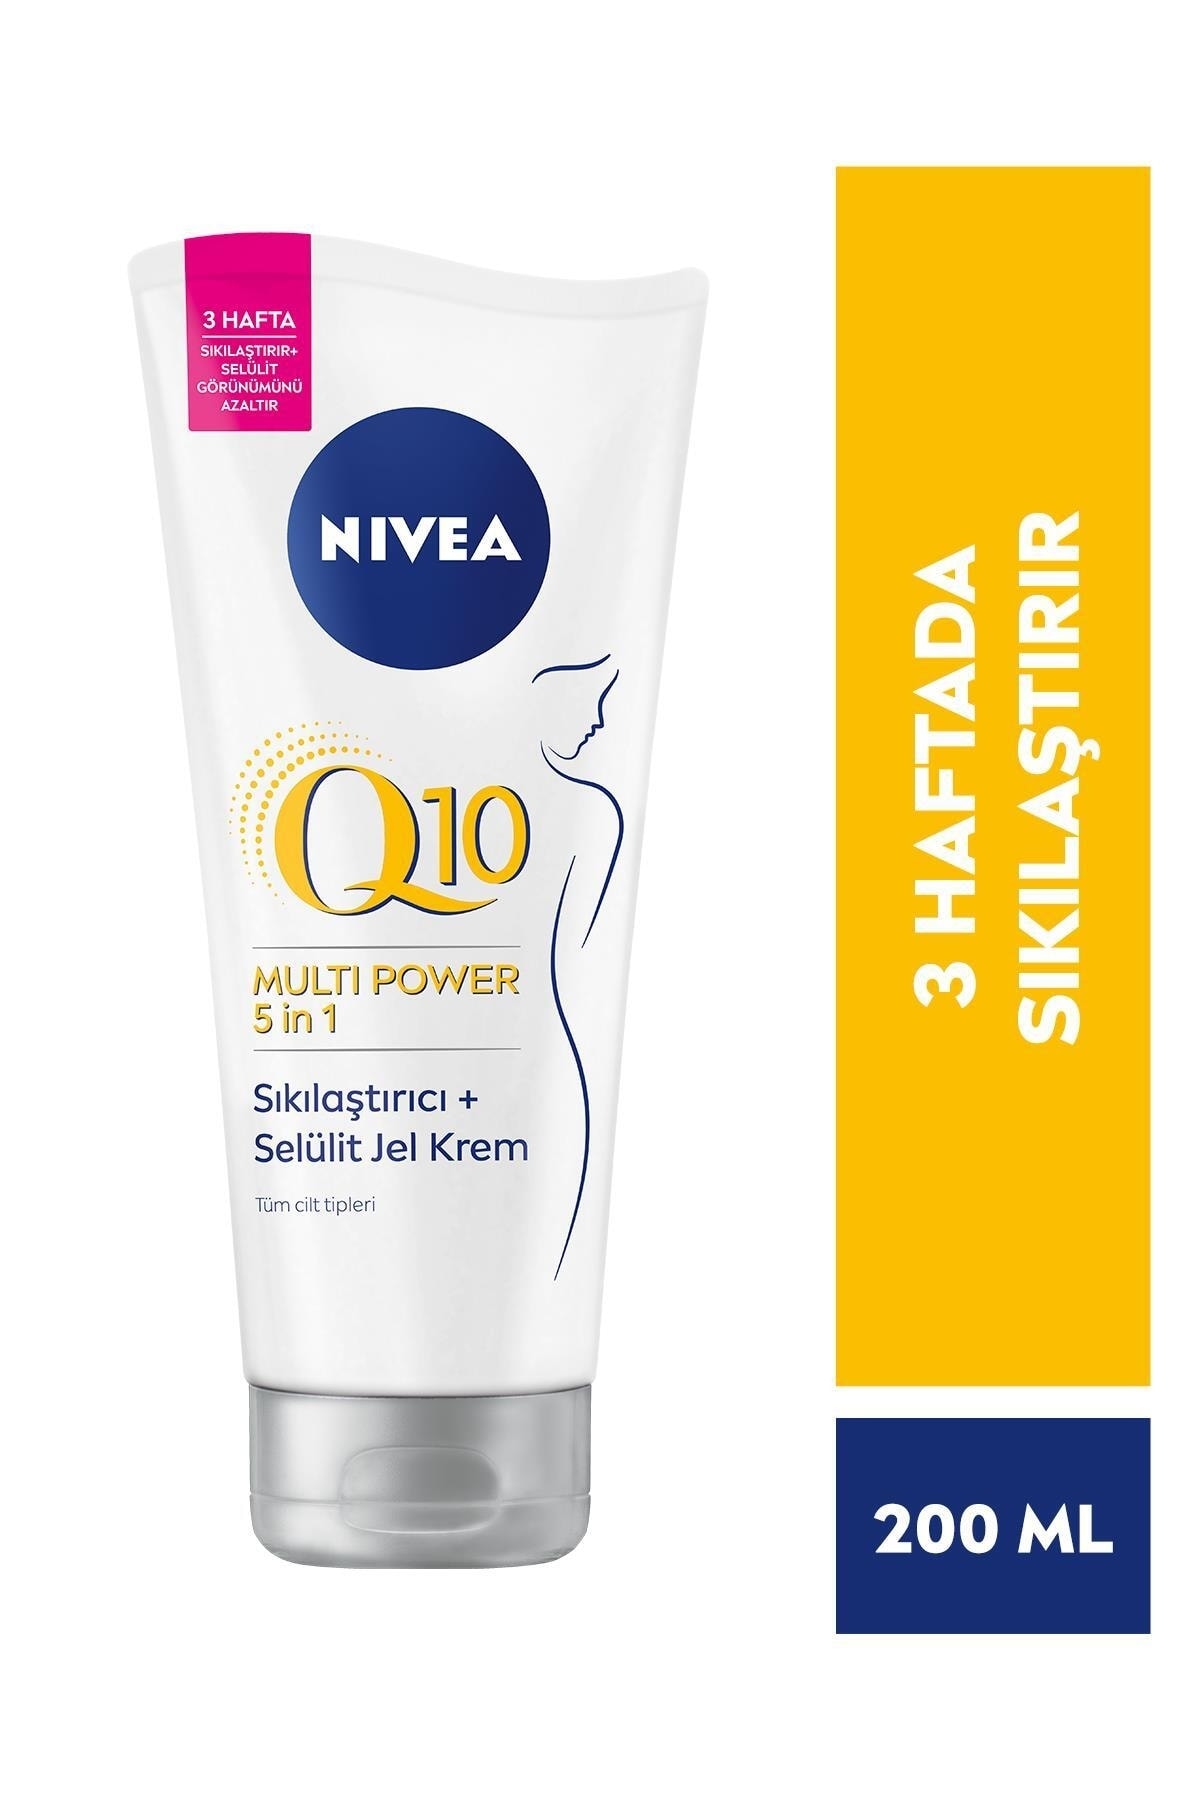 3 HAFTA
SIKILAŞTIRIR+
SELÜLİT
GÖRÜNÜMÜNÜ
AZALTIR
NIVEA
Q10
MULTI POWER
5 in 1
Sıkılaştırıcı +
Selülit Jel Krem
Tüm cilt tipleri
3 HAFTADA
SIKILAŞTIRIR
200 ML